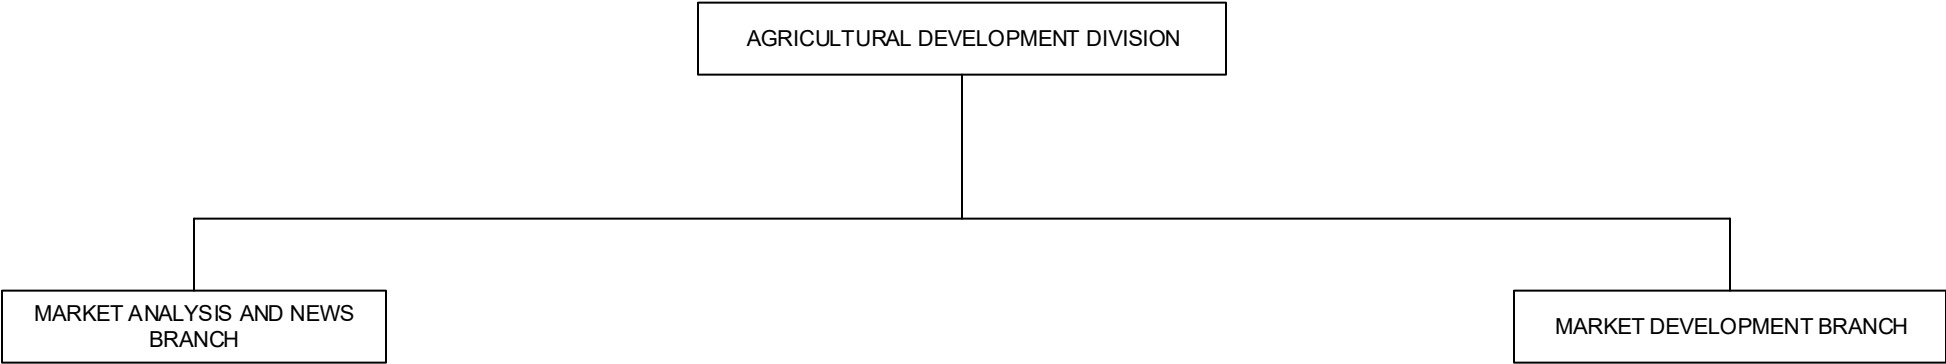 AGRICULTURAL DEVELOPMENT DIVISION
MARKET ANALYSIS AND NEWS
BRANCH
MARKET DEVELOPMENT BRANCH